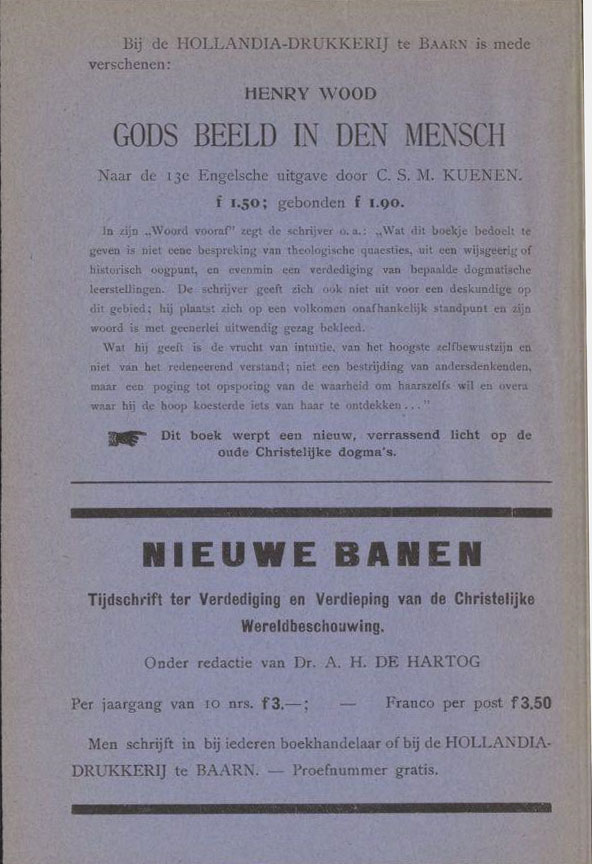 Bij de HOLLANDIA-DRUKKERIJ te BAARN is mede
verschenen:
HENRY WOOD
GODS BEELD IN DEN MENSCH
Naar de 13e Engelsche uitgave door C. S. M. KUENEN.
f 1.50; gebonden f 1.90.
In zijn „Woord vooraf” zegt de schrijver o. a.: „Wat dit boekje bedoelt te
geven is niet eene bespreking van theologische quaesties, uit een wijsgeerig of
historisch oogpunt, en evenmin een verdediging van bepaalde dogmatische
leerstellingen. De schrijver geeft zich ook niet uit voor een deskundige op
dit gebied; hij plaatst zich op een volkomen onafhankelijk standpunt en zijn
woord is met geenerlei uitwendig gezag bekleed.
Wat hij geeft is de vrucht van intuïtie, van het hoogste zelfbewustzijn en
niet van het redeneerend verstand; niet een bestrijding van andersdenkenden,
maar een poging tot opsporing van de waarheid om haarszelfs wil en overa
waar hij de hoop koesterde iets van haar te ontdekken . . . ”
Dit boek werpt een nieuw, verrassend licht op de
oude Christelijke dogma's.
NIEUWE BANEN
Tijdschrift ter Verdediging en Verdieping van de Christelijke
Wereldbeschouwing.
Onder redactie van Dr. A. H. DE HARTOG
Per jaargang van 10 nrs. f 3.—; — Franco per post f 3,50
Men schrijft in bij iederen boekhandelaar of bij de HOLLANDIA-
DRUKKERIJ te BAARN. — Proefnummer gratis.